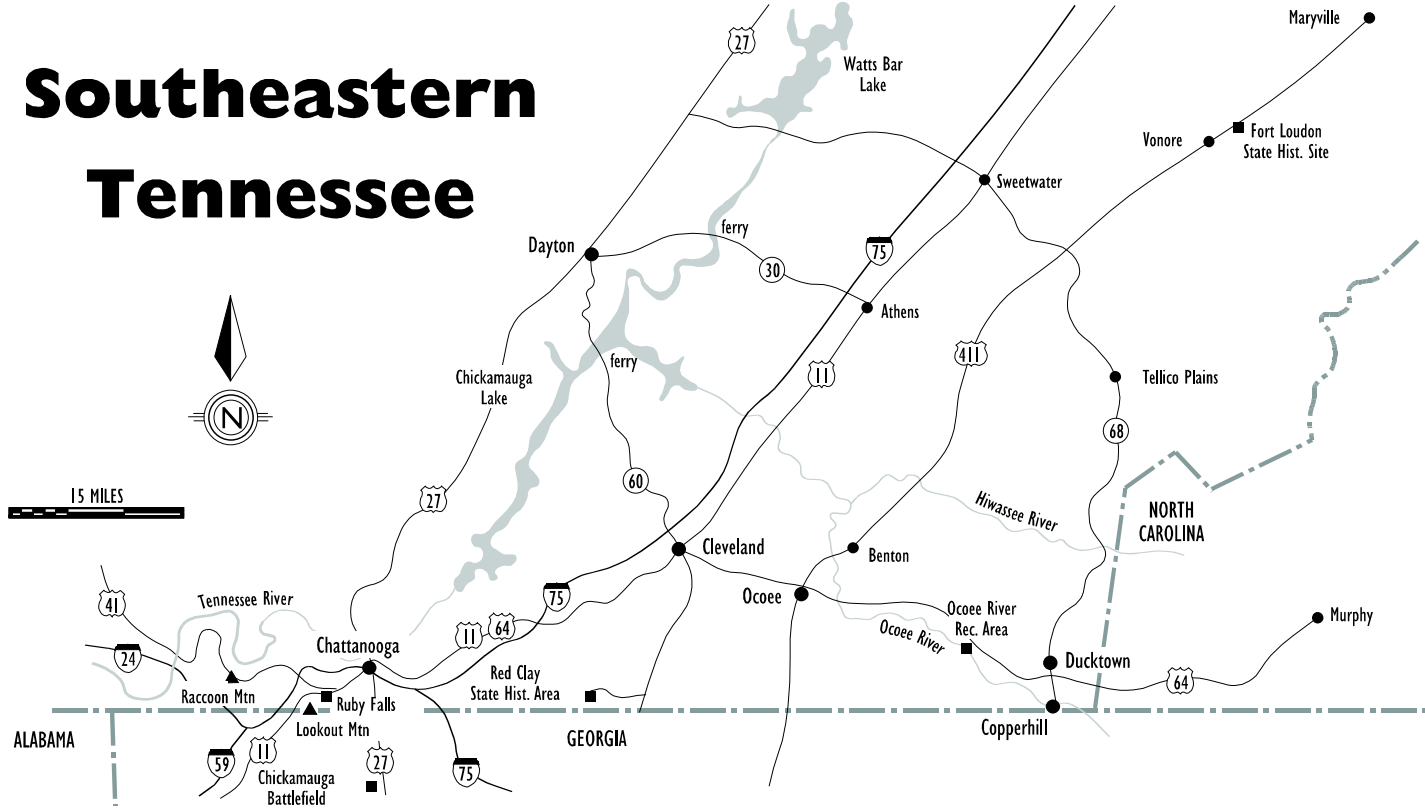 Southeastern
Tennessee
N
15 MILES
27
Watts Bar
Lake
Maryville
Vonore
Fort Loudon
State Hist. Site
Sweetwater
Dayton
ferry
30
75
Athens
11
411
Tellico Plains
68
ferry
Chickamauga
Lake
60
27
Hiwassee River
NORTH
CAROLINA
Cleveland
Benton
Ocoee
Ocoee River
Rec. Area
Ocoee River
Murphy
Ducktown
64
Copperhill
41
Tennessee River
24
Chattanooga
11
64
75
Red Clay
State Hist. Area
Raccoon Mtn
Ruby Falls
Lookout Mtn
ALABAMA
GEORGIA
59
11
27
75
Chickamauga
Battlefield